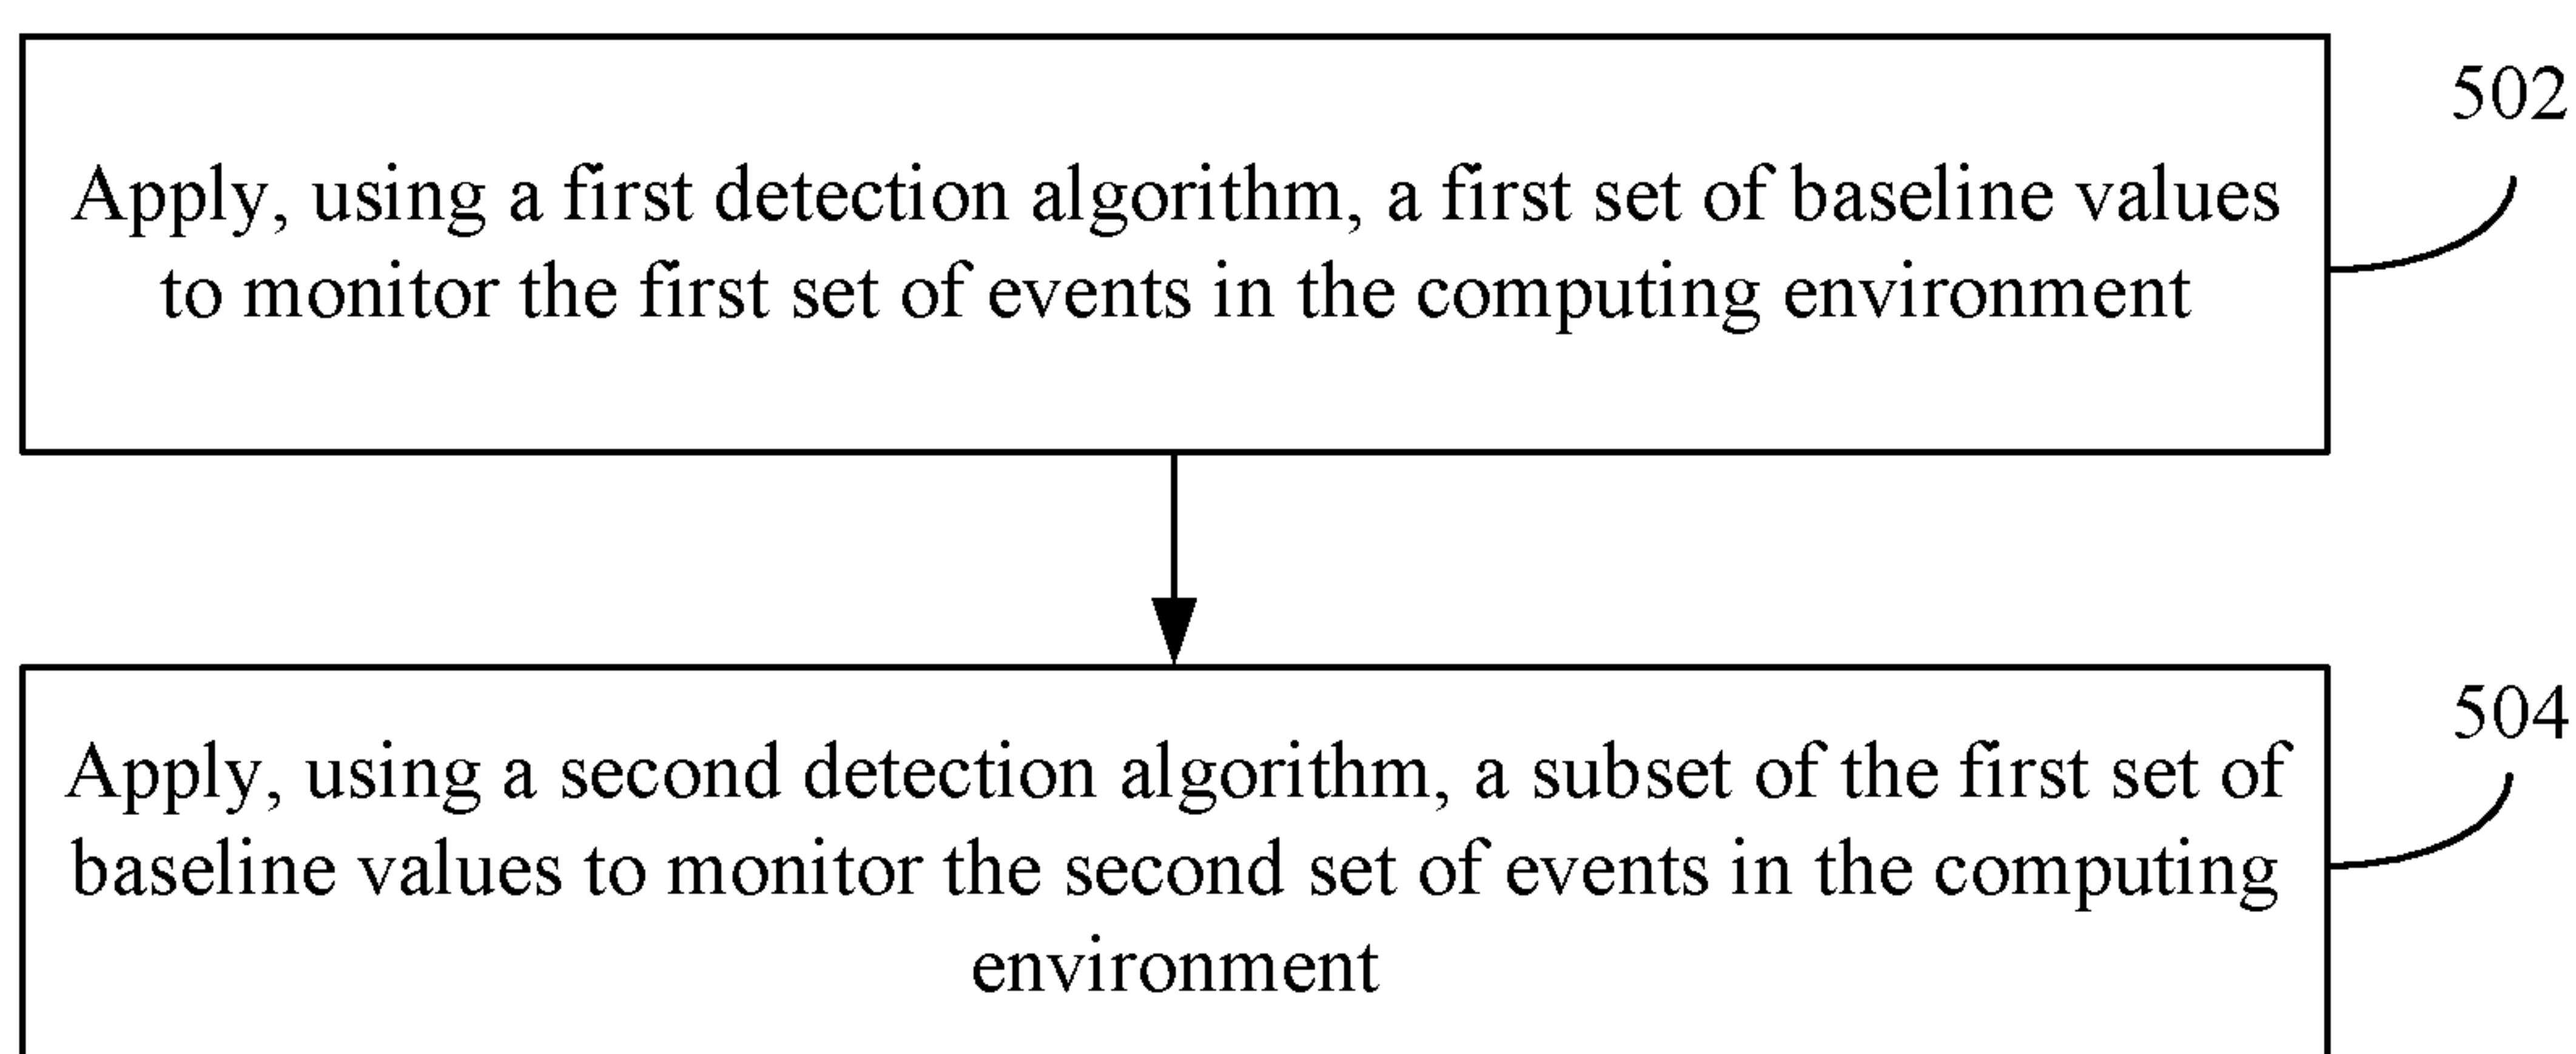 502
Apply, using a first detection algorithm, a first set of baseline values
to monitor the first set of events in the computing environment
504
Apply, using a second detection algorithm, a subset of the first set of
baseline values to monitor the second set of events in the computing
environment